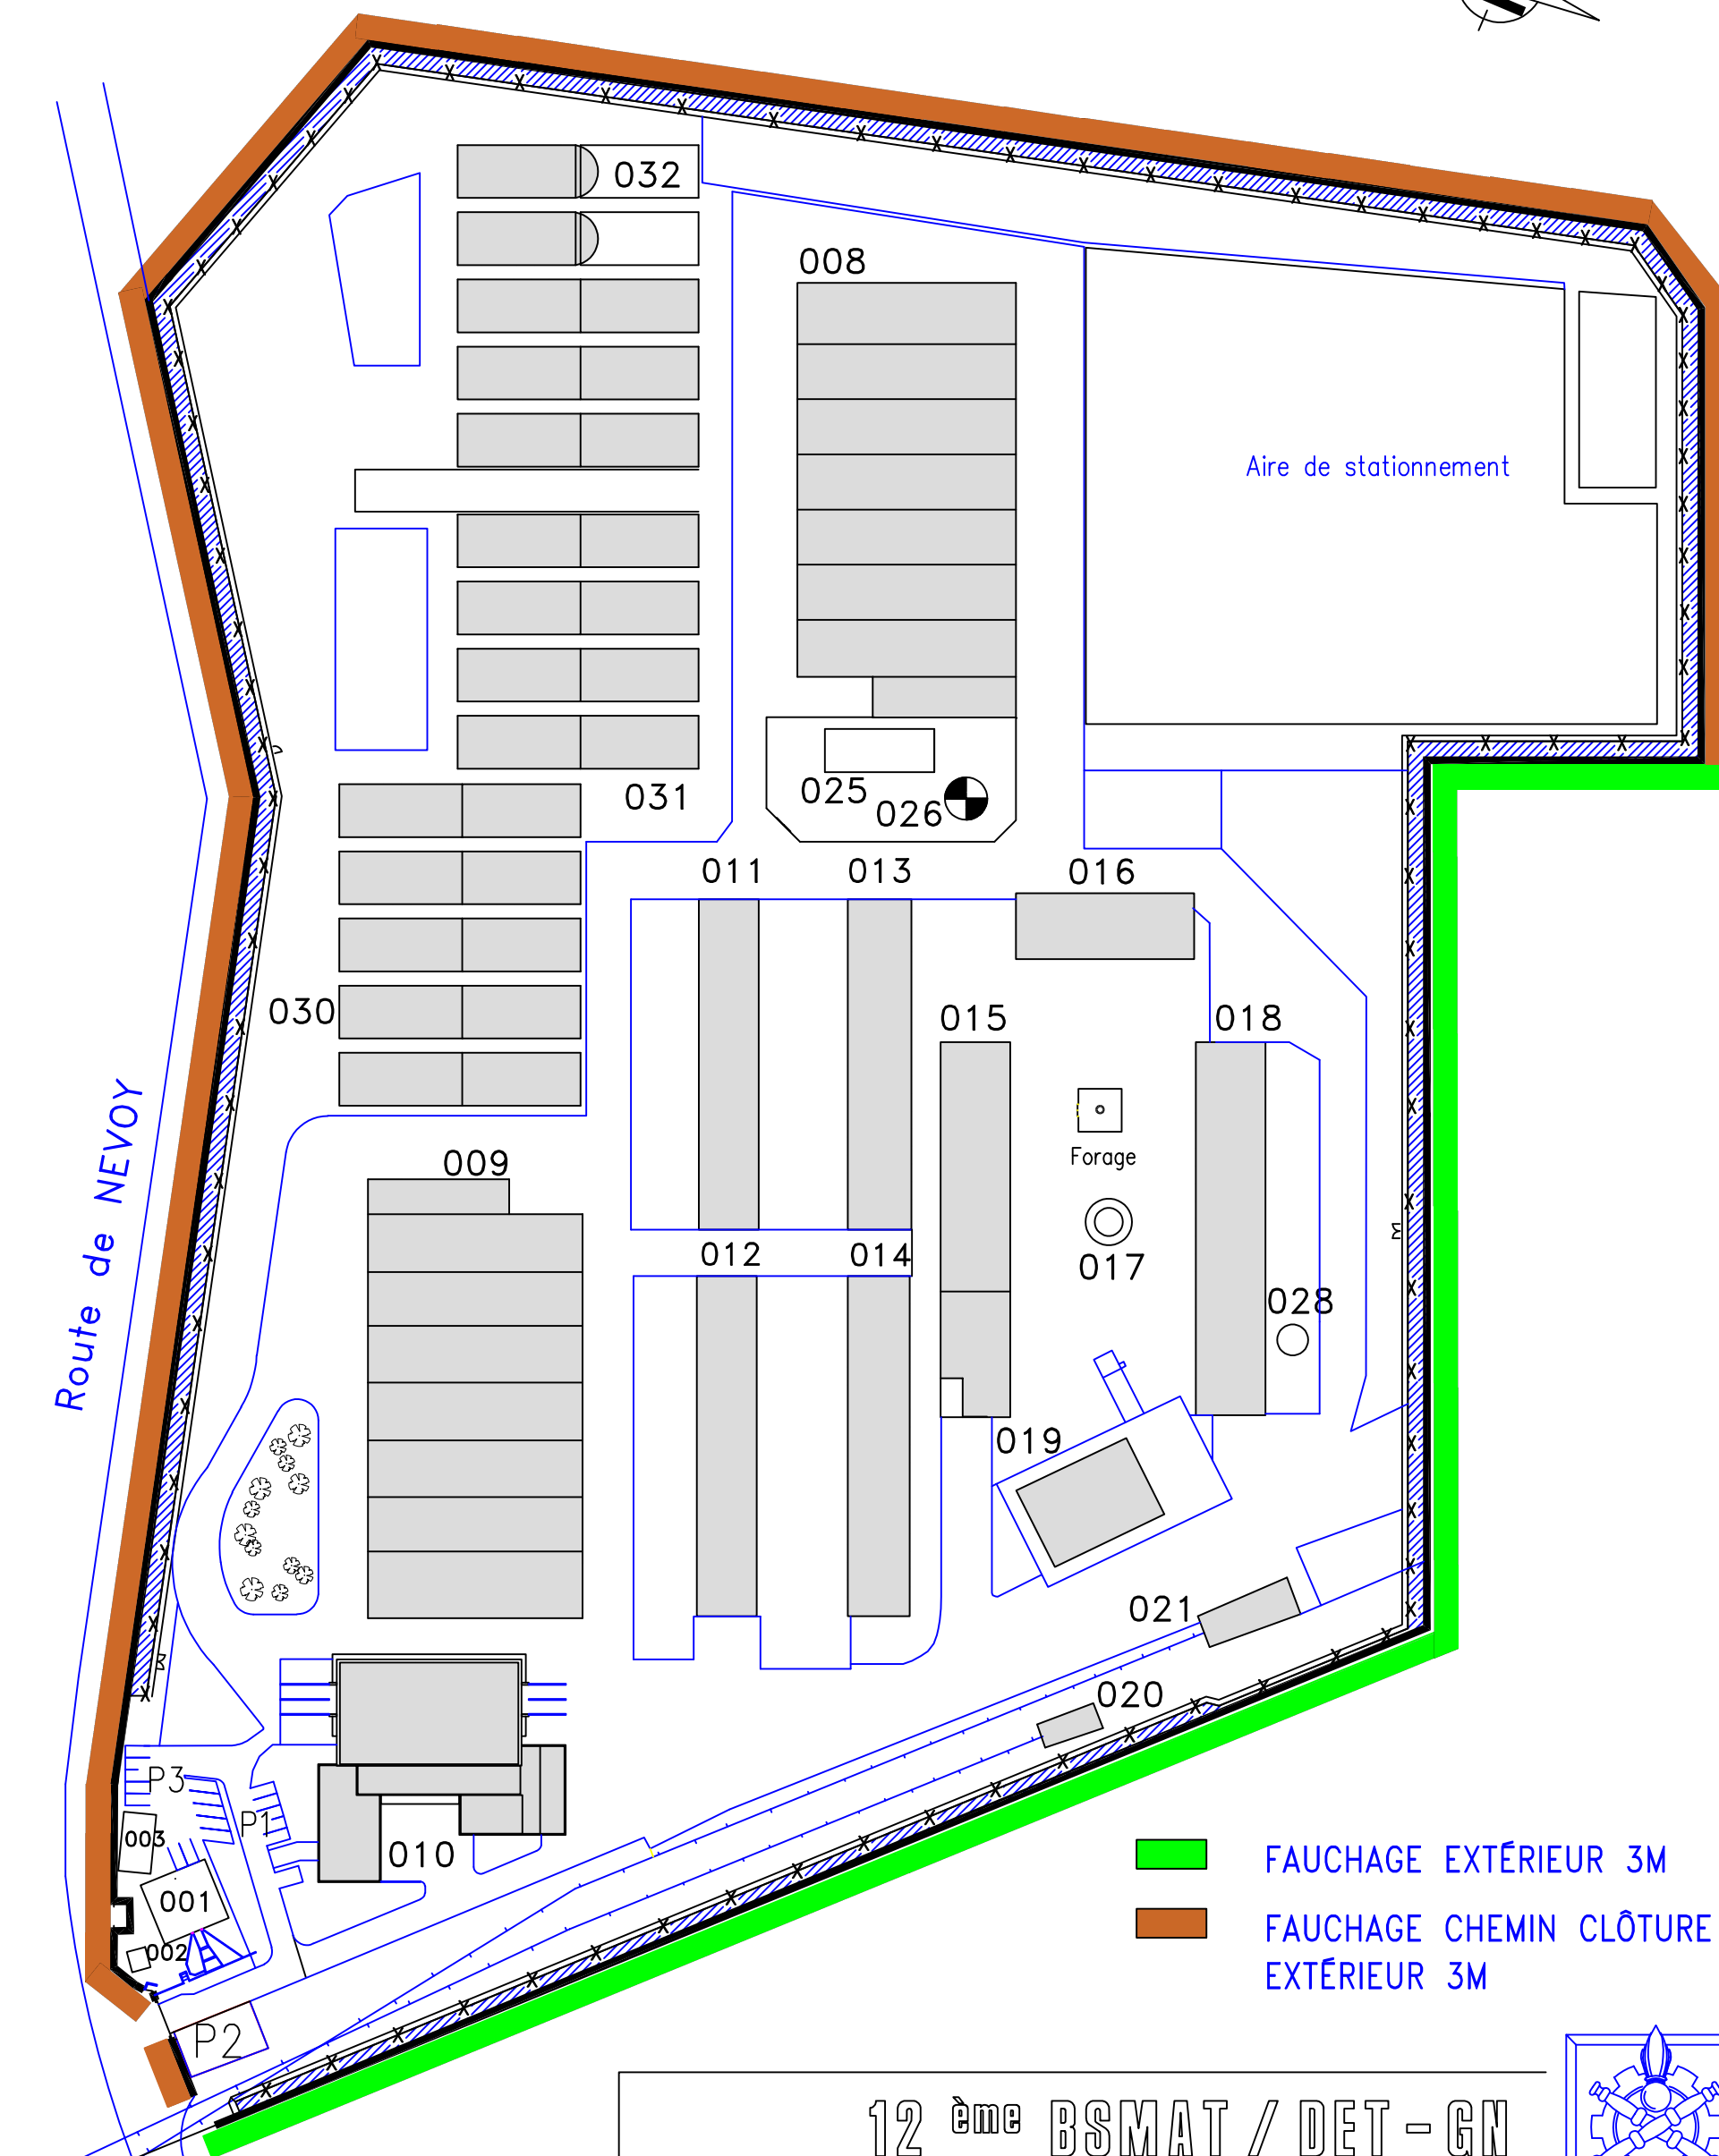 032
008
Aire de stationnement
025
026
031
011
013
016
030
015
018
Route de NEVOY
Forage
009
012
014
017
028
019
021
020
P3
P1
003
010
001
002
P2
FAUCHAGE EXTÉRIEUR 3M
FAUCHAGE CHEMIN CLÔTURE
EXTÉRIEUR 3M
12 ème BSMAT / DET - GN